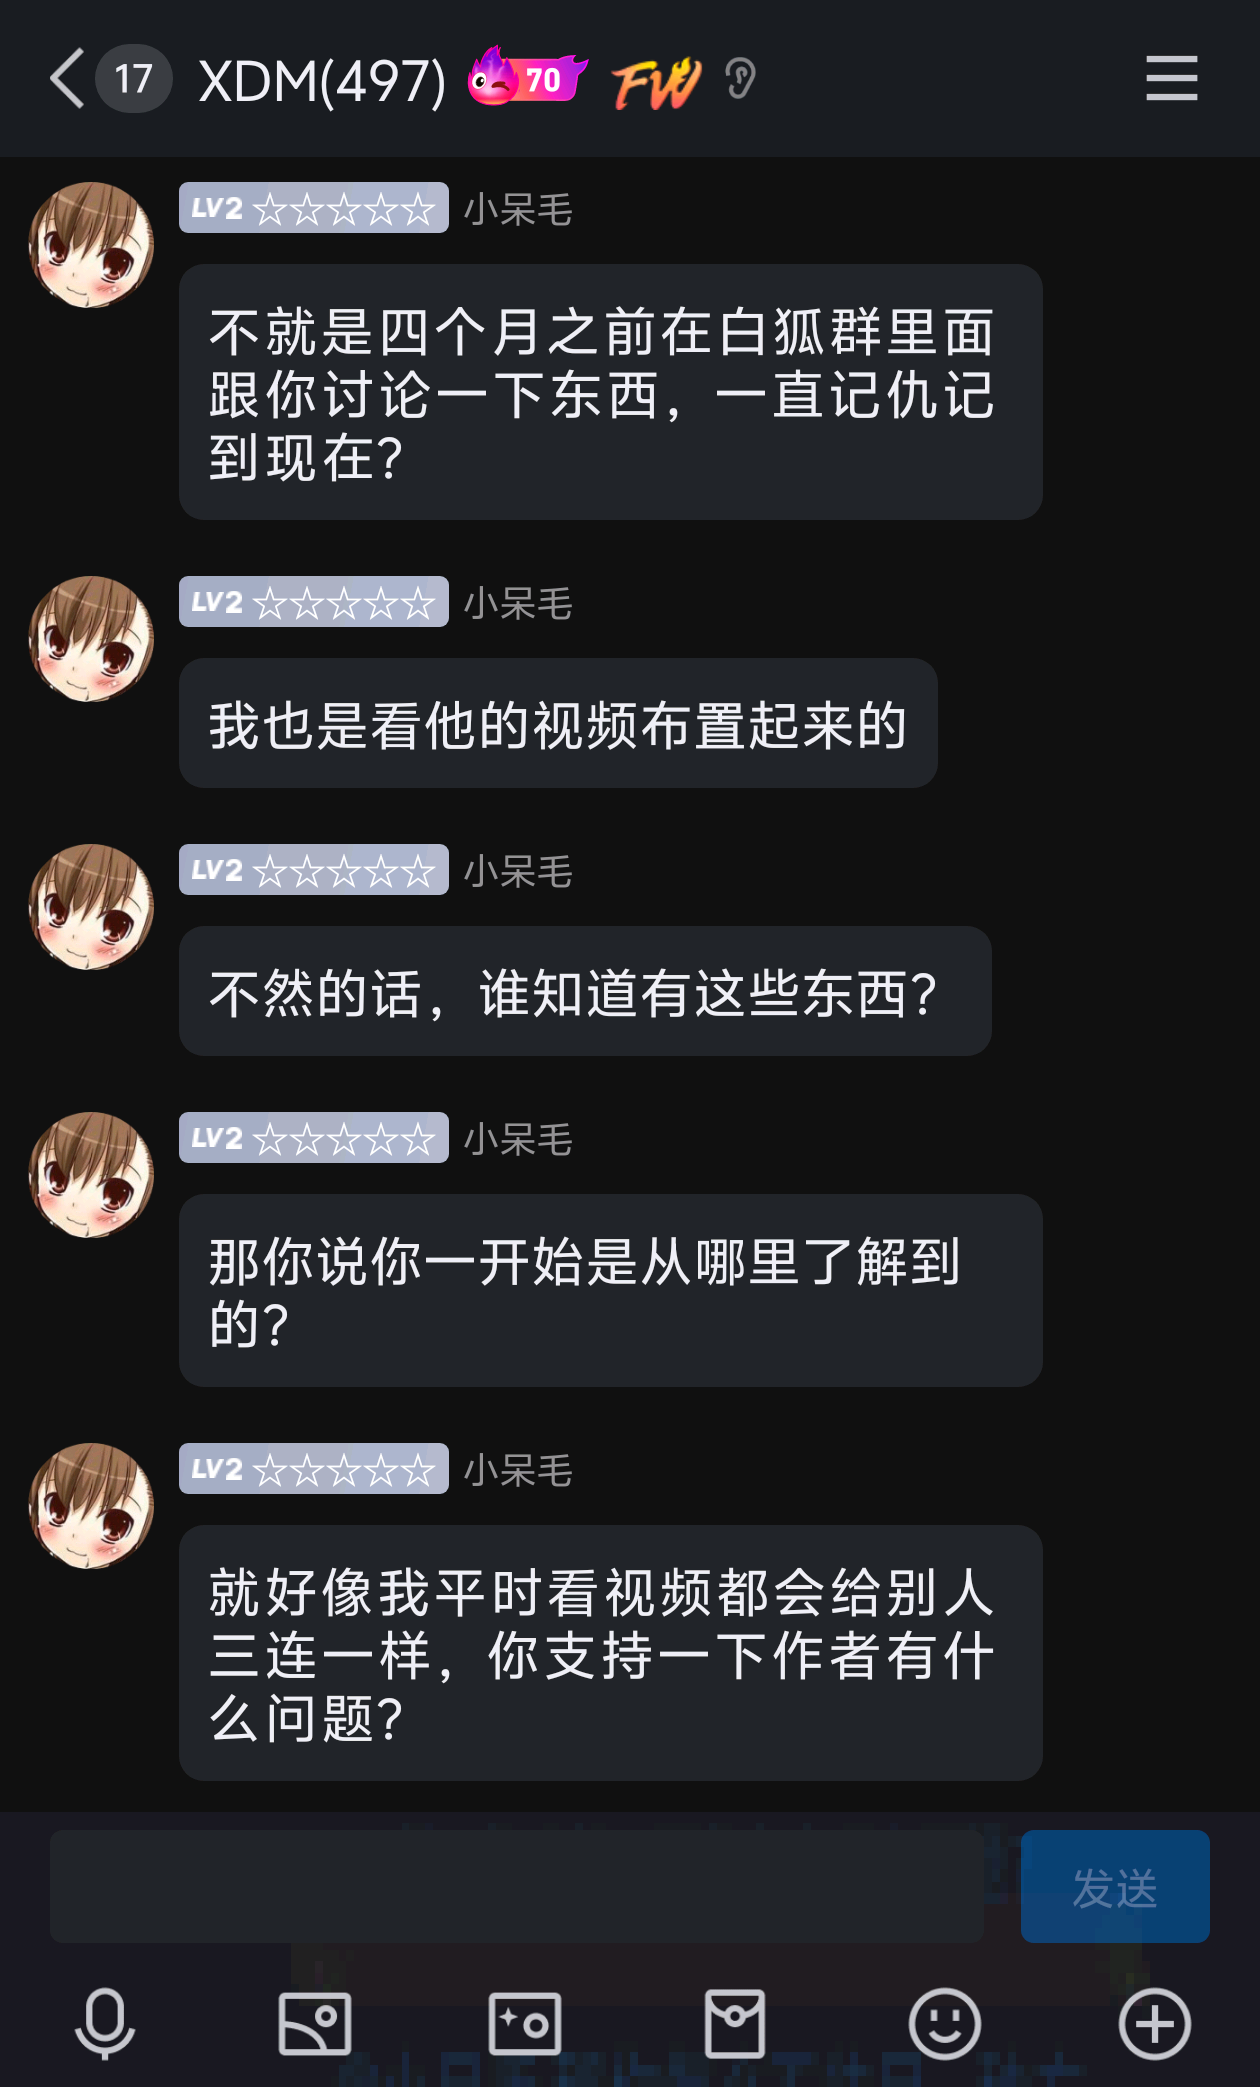 17 XDM(497) 70 FW
LV2 ☆☆☆☆☆ 小呆毛
不就是四个月之前在白狐群里面
跟你讨论一下东西，一直记仇记
到现在？
LV2 ☆☆☆☆☆ 小呆毛
我也是看他的视频布置起来的
LV2 ☆☆☆☆☆ 小呆毛
不然的话，谁知道有这些东西？
LV2 ☆☆☆☆☆ 小呆毛
那你说你一开始是从哪里了解到
的？
LV2 ☆☆☆☆☆ 小呆毛
就好像我平时看视频都会给别人
三连一样，你支持一下作者有什
么问题？
发送